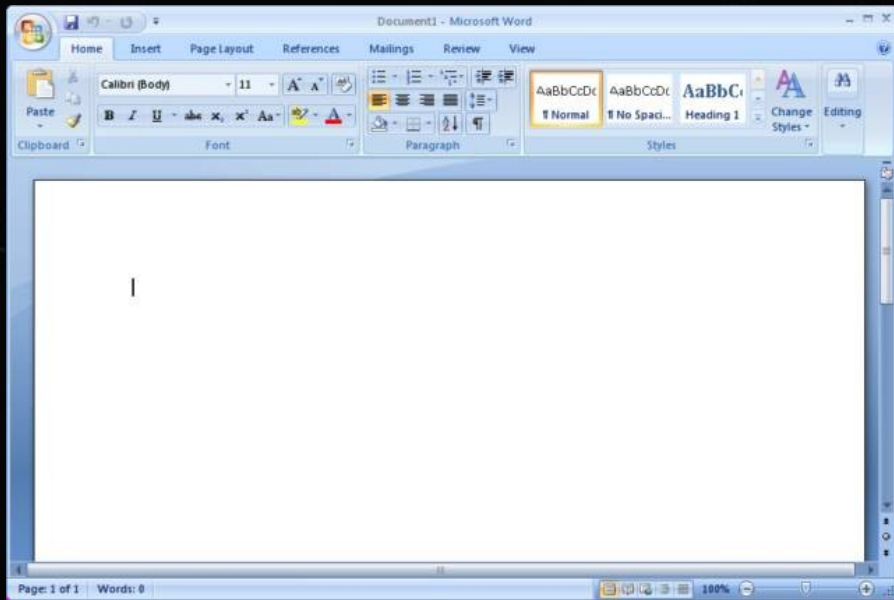 Document1 - Microsoft Word
Home Insert Page Layout References Mailings Review View
Calibri (Body) 11 A A
AaBbCcDc AaBbCcDc AaBbC
Paste
B I U abe x, x² Aa A
¶ Normal ¶ No Spaci... Heading 1
Change Styles
Editing
Clipboard Font Paragraph Styles
Page: 1 of 1 Words: 0 100%